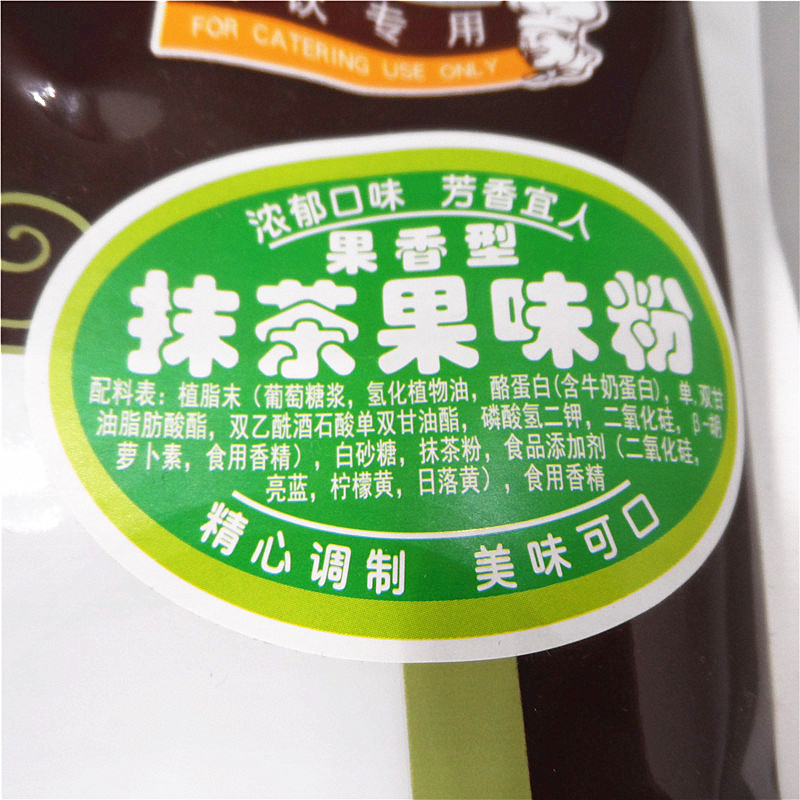 饮专用
FOR CATERING USE ONLY
浓郁口味 芳香宜人
果香型
抹茶果味粉
配料表：植脂末（葡萄糖浆，氢化植物油，酪蛋白(含牛奶蛋白)，单，双甘
油脂肪酸酯，双乙酰酒石酸单双甘油酯，磷酸氢二钾，二氧化硅，β-胡
萝卜素，食用香精），白砂糖，抹茶粉，食品添加剂（二氧化硅，
亮蓝，柠檬黄，日落黄），食用香精
精心调制 美味可口